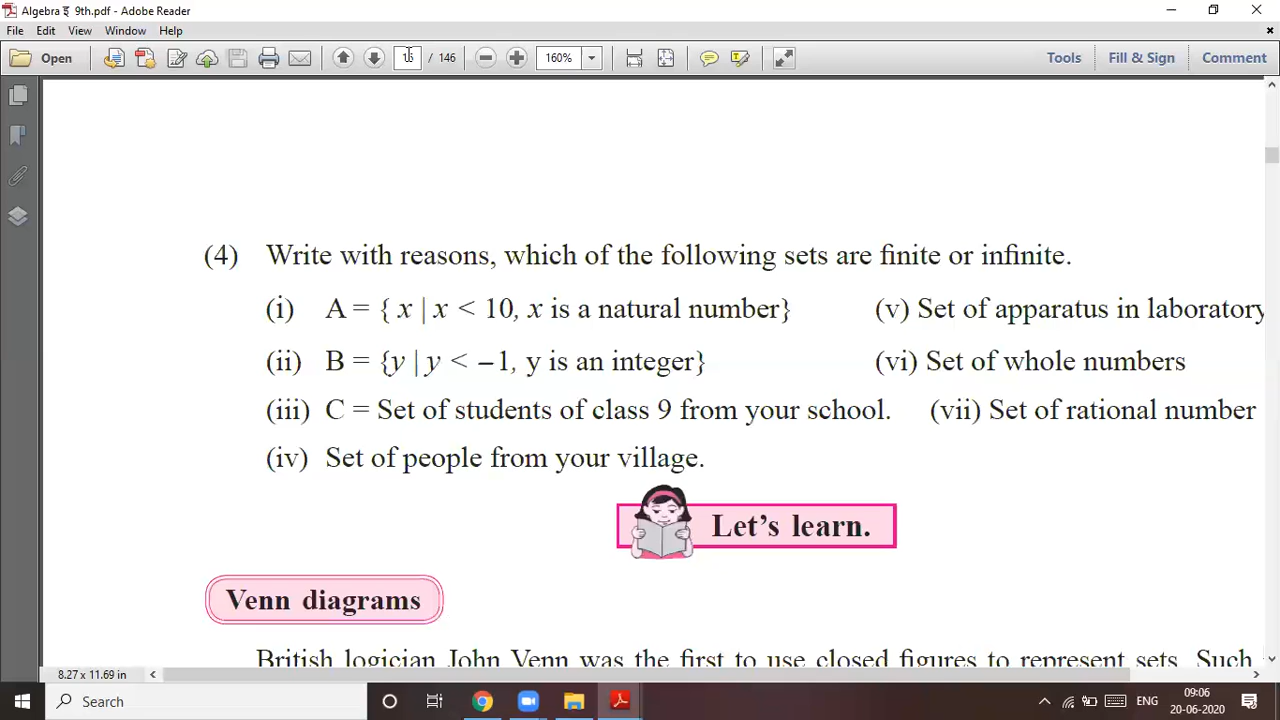 Algebra इ 9th.pdf - Adobe Reader
File Edit View Window Help
Open / 146 160% Tools Fill & Sign Comment
(4) Write with reasons, which of the following sets are finite or infinite.
(i) A = { x | x < 10, x is a natural number} (v) Set of apparatus in laboratory
(ii) B = {y | y < −1, y is an integer} (vi) Set of whole numbers
(iii) C = Set of students of class 9 from your school. (vii) Set of rational number
(iv) Set of people from your village.
Let's learn.
Venn diagrams
British logician John Venn was the first to use closed figures to represent sets. Such
8.27 x 11.69 in
Search ENG 09:06
20-06-2020